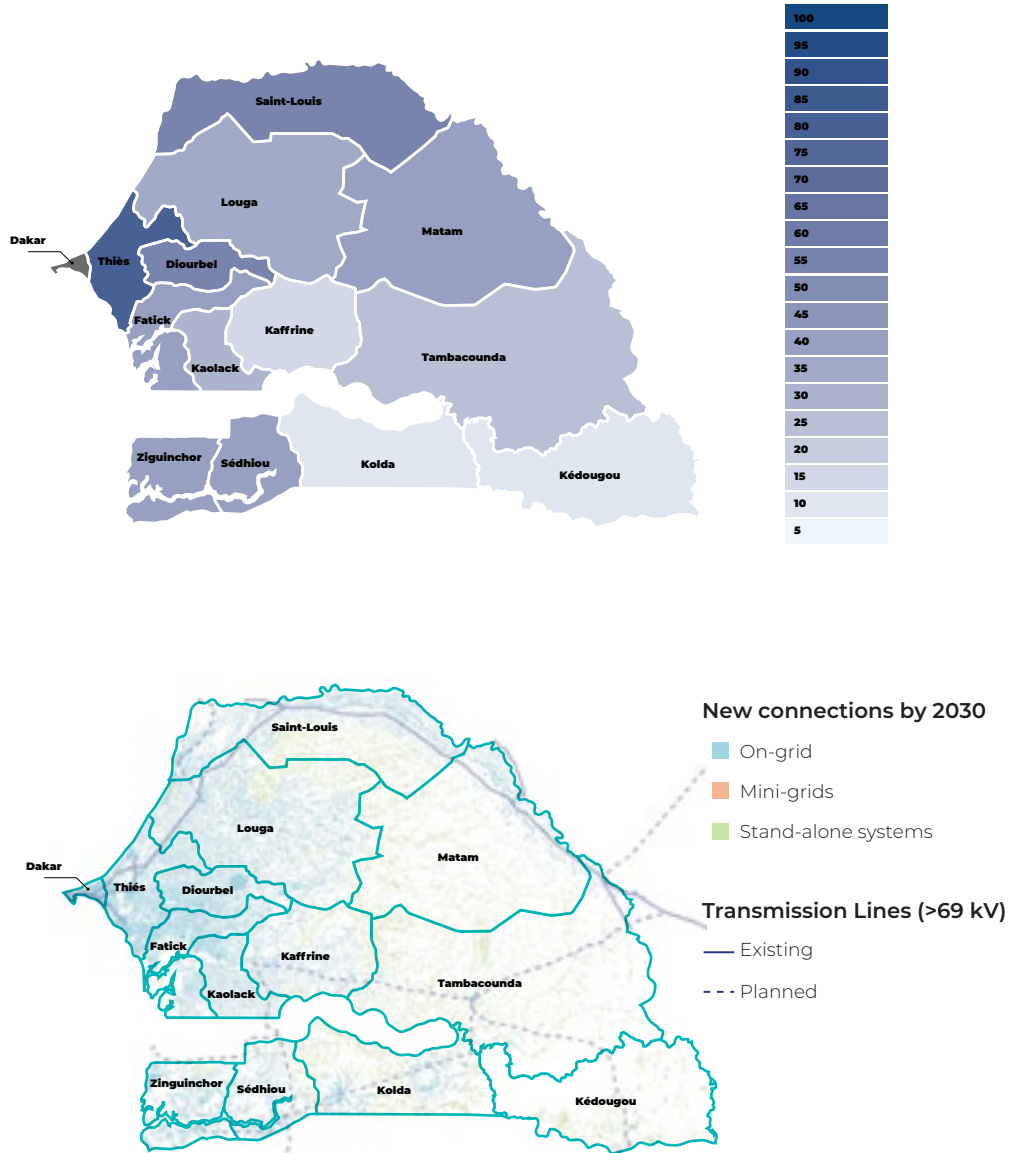 100
95
90
85
80
75
70
65
60
55
50
45
40
35
30
25
20
15
10
5
Saint-Louis
Louga
Matam
Dakar
Thiès
Diourbel
Fatick
Kaffrine
Tambacounda
Kaolack
Ziguinchor
Sédhiou
Kolda
Kédougou
New connections by 2030
On-grid
Mini-grids
Stand-alone systems
Transmission Lines (>69 kV)
Existing
Planned
Saint-Louis
Louga
Matam
Dakar
Thiés
Diourbel
Fatick
Kaffrine
Tambacounda
Kaolack
Zinguinchor
Sédhiou
Kolda
Kédougou